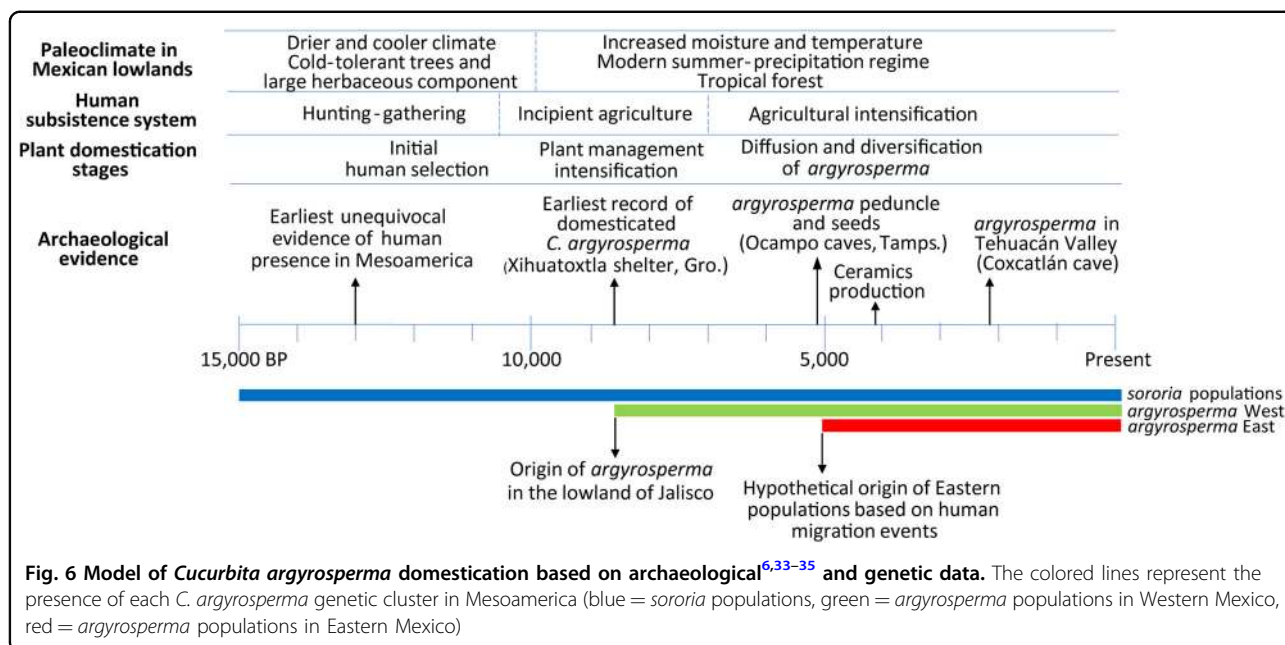 Paleoclimate in
Mexican lowlands
Drier and cooler climate
Cold-tolerant trees and
large herbaceous component
Increased moisture and temperature
Modern summer-precipitation regime
Tropical forest
Human
subsistence system
Hunting-gathering
Incipient agriculture
Agricultural intensification
Plant domestication
stages
Initial
human selection
Plant management
intensification
Diffusion and diversification
of argyrosperma
Archaeological
evidence
Earliest unequivocal
evidence of human
presence in Mesoamerica
Earliest record of
domesticated
C. argyrosperma
(Xihuatoxtla shelter, Gro.)
argyrosperma peduncle
and seeds
(Ocampo caves, Tamps.)
Ceramics
production
argyrosperma in
Tehuacán Valley
(Coxcatlán cave)
15,000 BP
10,000
5,000
Present
sororia populations
argyrosperma West
argyrosperma East
Origin of argyrosperma
in the lowland of Jalisco
Hypothetical origin of Eastern
populations based on human
migration events
Fig. 6 Model of Cucurbita argyrosperma domestication based on archaeological6,33–35 and genetic data. The colored lines represent the
presence of each C. argyrosperma genetic cluster in Mesoamerica (blue = sororia populations, green = argyrosperma populations in Western Mexico,
red = argyrosperma populations in Eastern Mexico)